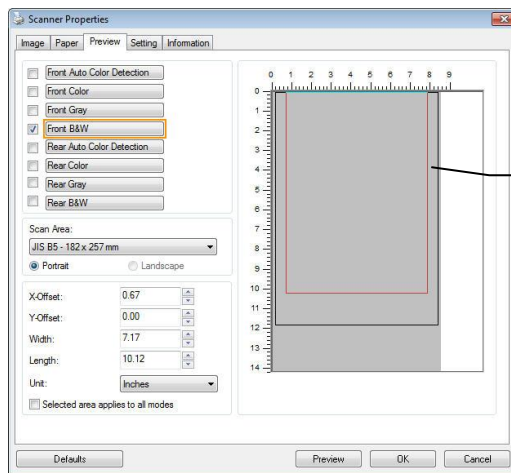 Scanner Properties
Image Paper Preview Setting Information
Front Auto Color Detection
Front Color
Front Gray
Front B&W
Rear Auto Color Detection
Rear Color
Rear Gray
Rear B&W
Scan Area:
JIS B5 - 182 x 257 mm
Portrait Landscape
X-Offset: 0.67
Y-Offset: 0.00
Width: 7.17
Length: 10.12
Unit: Inches
Selected area applies to all modes
0 1 2 3 4 5 6 7 8 9
0
1
2
3
4
5
6
7
8
9
10
11
12
13
14
Defaults Preview OK Cancel